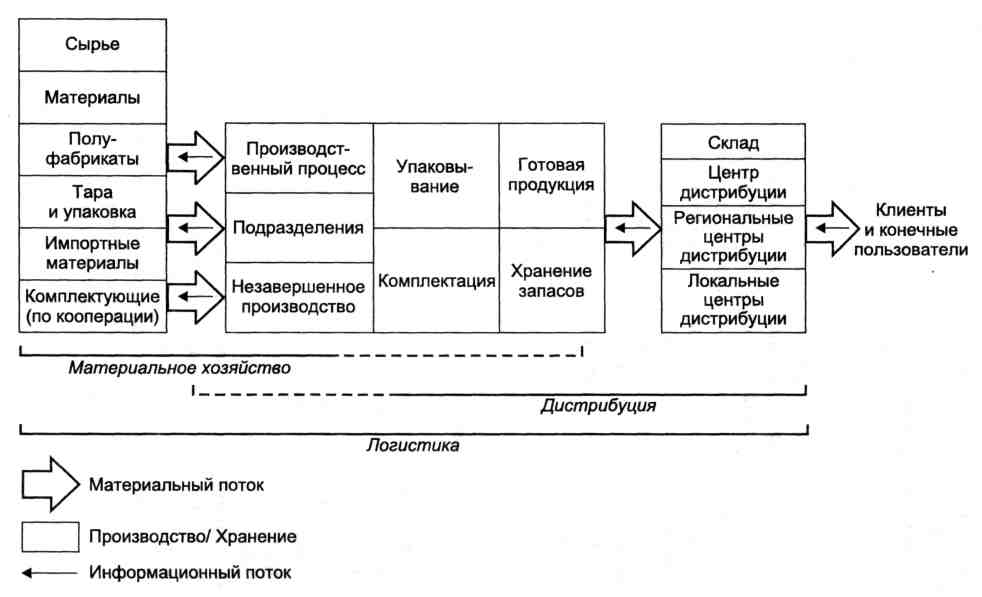 Сырье
Материалы
Полу-
фабрикаты
Тара
и упаковка
Импортные
материалы
Комплектующие
(по кооперации)
Производст-
венный процесс
Подразделения
Незавершенное
производство
Упаковы-
вание
Комплектация
Готовая
продукция
Хранение
запасов
Склад
Центр
дистрибуции
Региональные
центры
дистрибуции
Локальные
центры
дистрибуции
Клиенты
и конечные
пользователи
Материальное хозяйство
Дистрибуция
Логистика
Материальный поток
Производство/ Хранение
Информационный поток